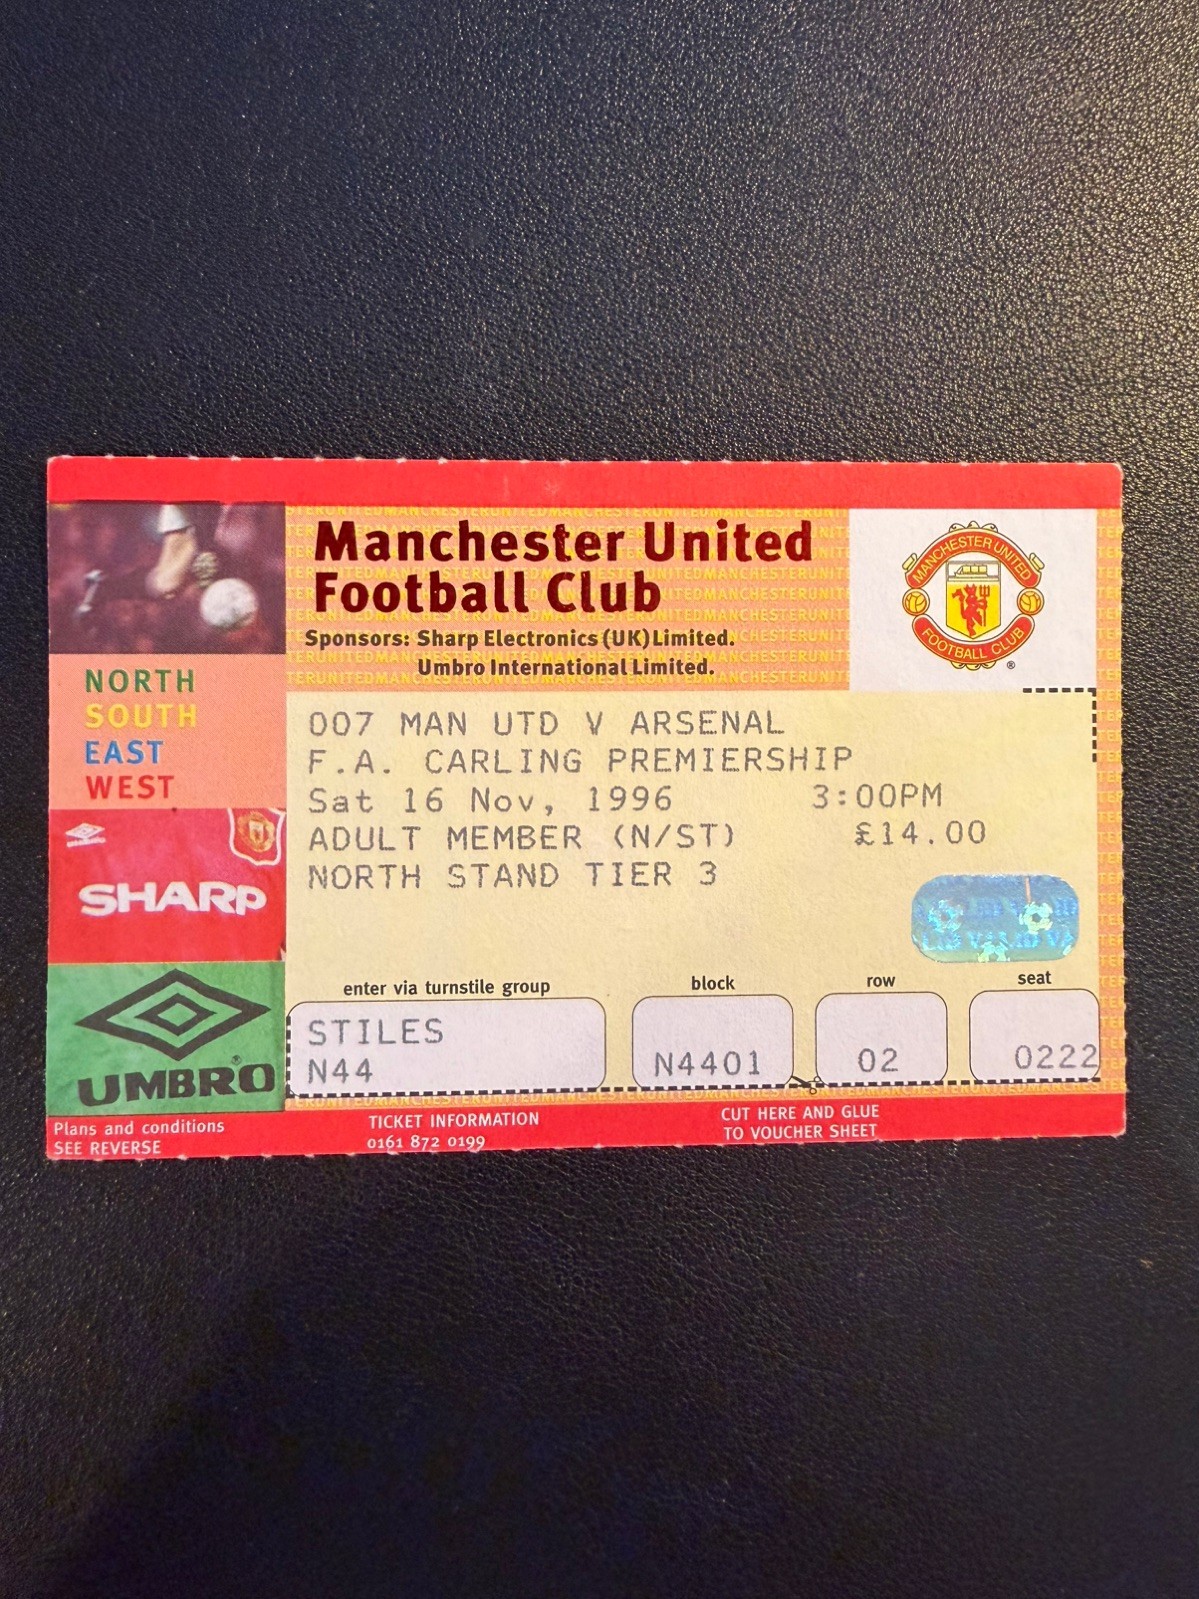 Manchester United
Football Club
Sponsors: Sharp Electronics (UK) Limited.
Umbro International Limited.
MANCHESTER UNITED
FOOTBALL CLUB
®
NORTH
SOUTH
EAST
WEST
SHARP
UMBRO®
007 MAN UTD V ARSENAL
F.A. CARLING PREMIERSHIP
Sat 16 Nov, 1996 3:00PM
ADULT MEMBER (N/ST) £14.00
NORTH STAND TIER 3
enter via turnstile group block row seat
STILES
N44 N4401 02 0222
Plans and conditions
SEE REVERSE
TICKET INFORMATION
0161 872 0199
CUT HERE AND GLUE
TO VOUCHER SHEET